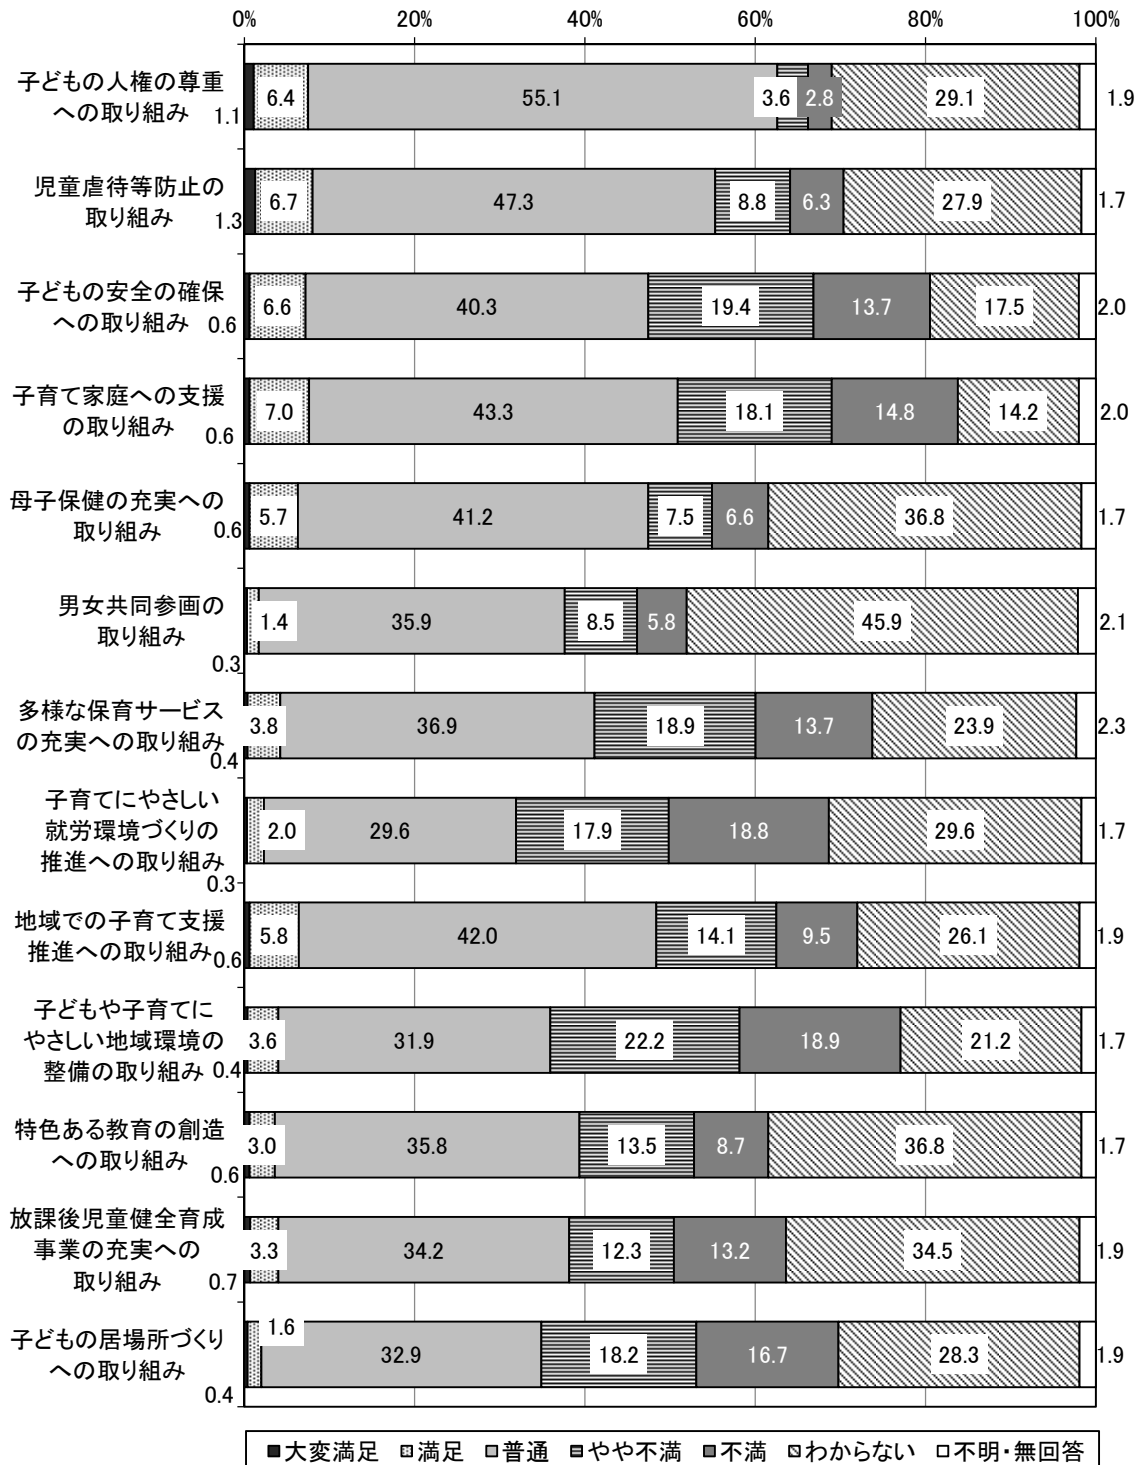 0% 20% 40% 60% 80% 100%
子どもの人権の尊重
への取り組み
1.1 6.4 55.1 3.6 2.8 29.1 1.9
児童虐待等防止の
取り組み
1.3 6.7 47.3 8.8 6.3 27.9 1.7
子どもの安全の確保
への取り組み
0.6 6.6 40.3 19.4 13.7 17.5 2.0
子育て家庭への支援
の取り組み
0.6 7.0 43.3 18.1 14.8 14.2 2.0
母子保健の充実への
取り組み
0.6 5.7 41.2 7.5 6.6 36.8 1.7
男女共同参画の
取り組み
0.3 1.4 35.9 8.5 5.8 45.9 2.1
多様な保育サービス
の充実への取り組み
0.4 3.8 36.9 18.9 13.7 23.9 2.3
子育てにやさしい
就労環境づくりの
推進への取り組み
0.3 2.0 29.6 17.9 18.8 29.6 1.7
地域での子育て支援
推進への取り組み
0.6 5.8 42.0 14.1 9.5 26.1 1.9
子どもや子育てに
やさしい地域環境の
整備の取り組み
0.4 3.6 31.9 22.2 18.9 21.2 1.7
特色ある教育の創造
への取り組み
0.6 3.0 35.8 13.5 8.7 36.8 1.7
放課後児童健全育成
事業の充実への
取り組み
0.7 3.3 34.2 12.3 13.2 34.5 1.9
子どもの居場所づくり
への取り組み
0.4 1.6 32.9 18.2 16.7 28.3 1.9
大変満足 満足 普通 やや不満 不満 わからない 不明・無回答